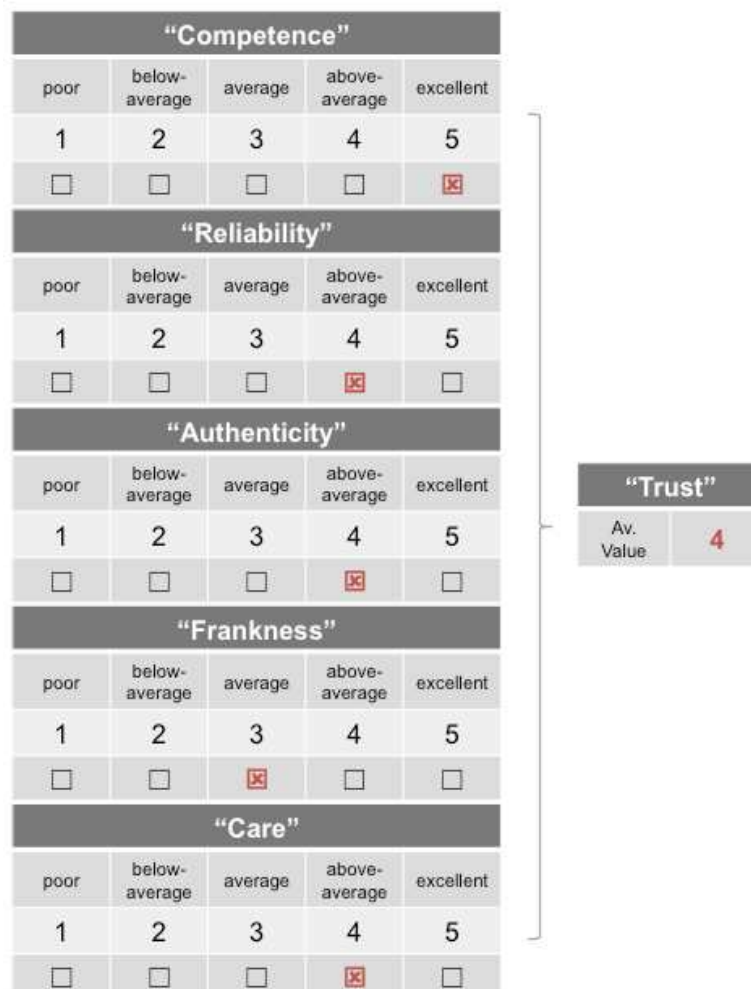 “Competence”
poor below-average average above-average excellent
1 2 3 4 5
“Reliability”
poor below-average average above-average excellent
1 2 3 4 5
“Authenticity”
poor below-average average above-average excellent
1 2 3 4 5
“Frankness”
poor below-average average above-average excellent
1 2 3 4 5
“Care”
poor below-average average above-average excellent
1 2 3 4 5
“Trust”
Av. Value 4